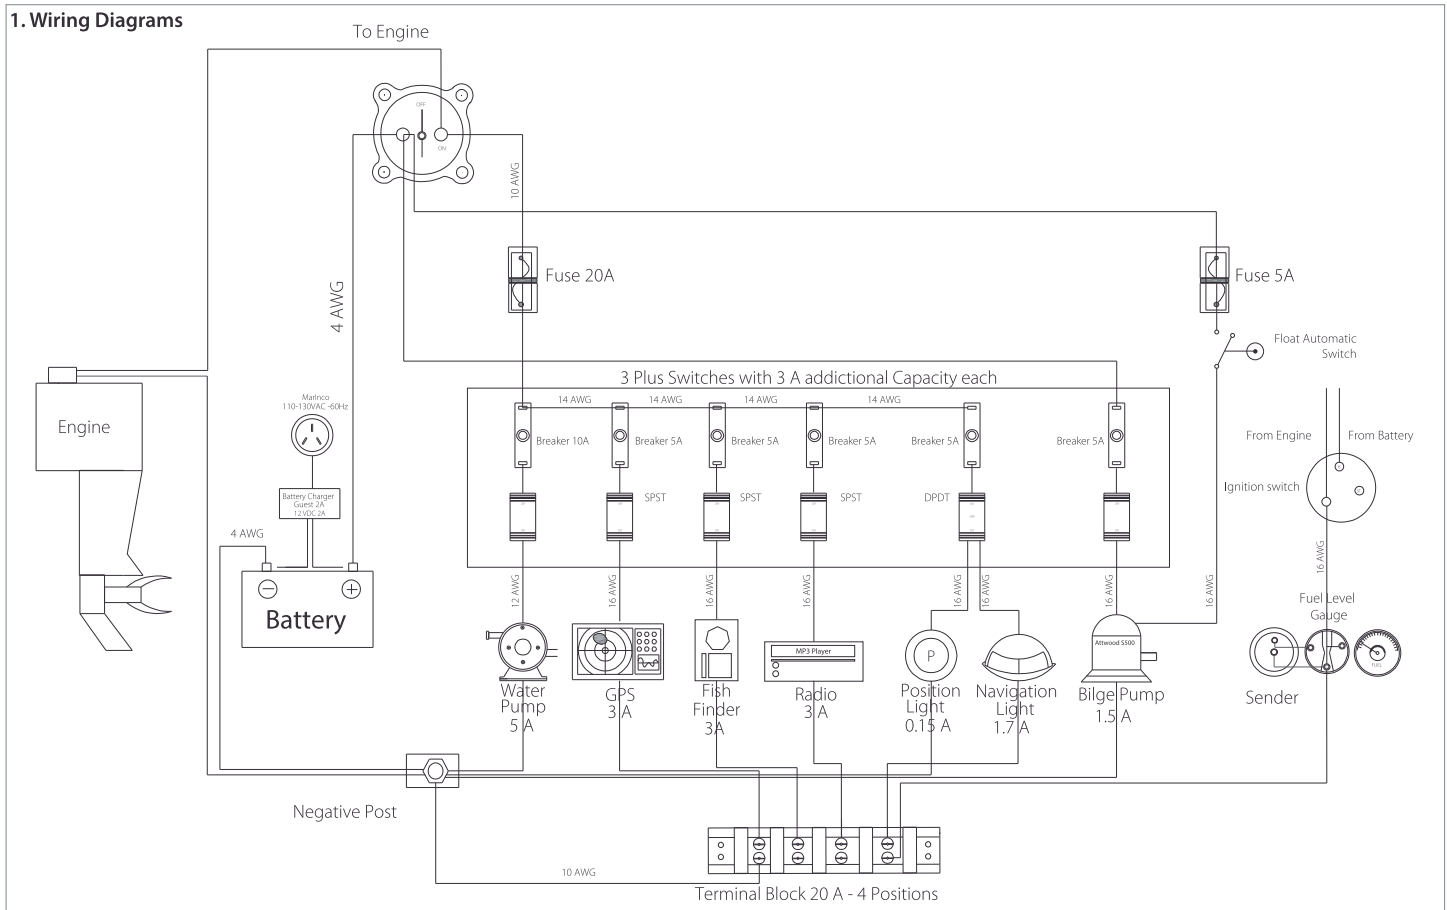 1. Wiring Diagrams
To Engine
OFF
ON
10 AWG
4 AWG
Fuse 20A
Fuse 5A
Float Automatic
Switch
3 Plus Switches with 3 A addictional Capacity each
14 AWG
14 AWG
14 AWG
14 AWG
Breaker 10A
Breaker 5A
Breaker 5A
Breaker 5A
Breaker 5A
Breaker 5A
SPST
SPST
SPST
DPDT
Engine
MarInco
110-130VAC -60Hz
Battery Charger
Guest 2A
12 VDC 2A
4 AWG
Battery
From Engine
From Battery
Ignition switch
12 AWG
16 AWG
16 AWG
16 AWG
16 AWG
16 AWG
16 AWG
16 AWG
16 AWG
Fuel Level
Gauge
FUEL
Sender
MP3 Player
P
Attwood S500
Water
Pump
5 A
GPS
3 A
Fish
Finder
3A
Radio
3 A
Position
Light
0.15 A
Navigation
Light
1.7 A
Bilge Pump
1.5 A
Negative Post
10 AWG
Terminal Block 20 A - 4 Positions